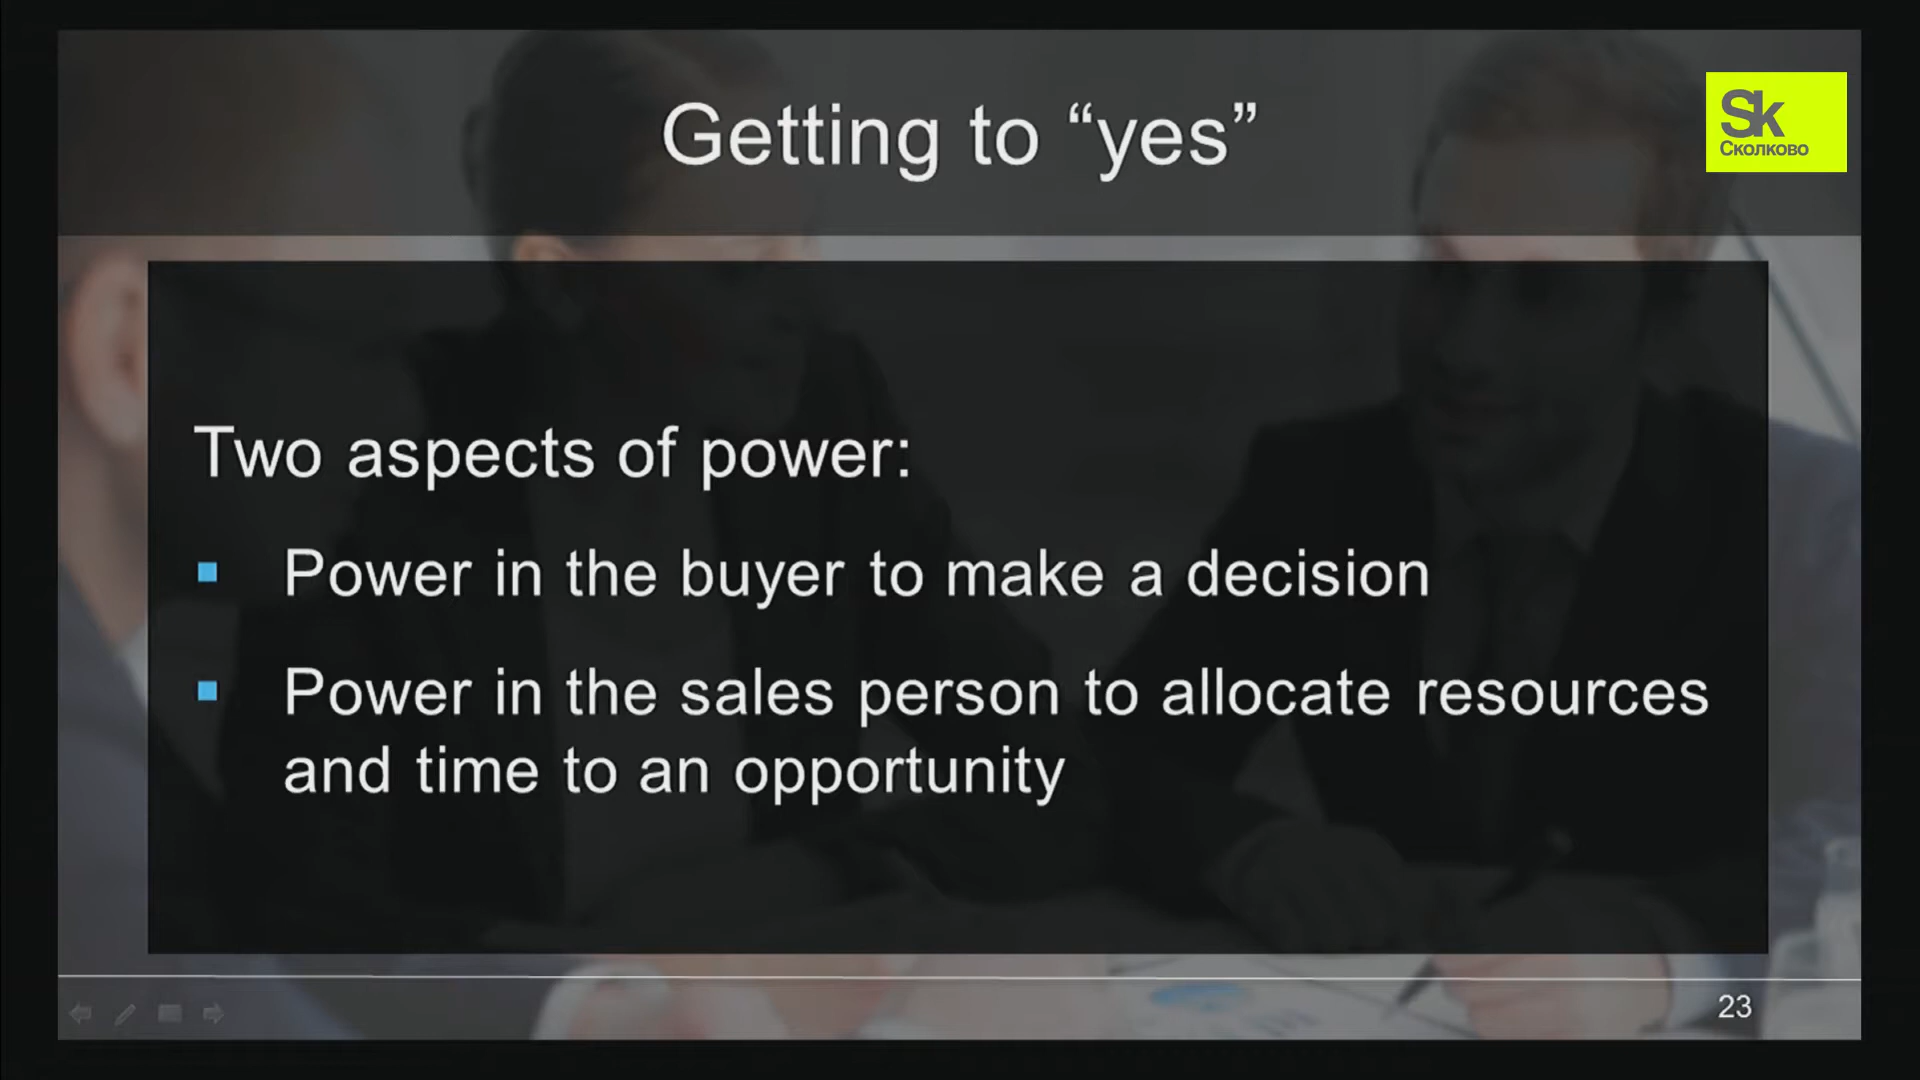 Getting to “yes”
Sk
Сколково
Two aspects of power:
Power in the buyer to make a decision
Power in the sales person to allocate resources
and time to an opportunity
23